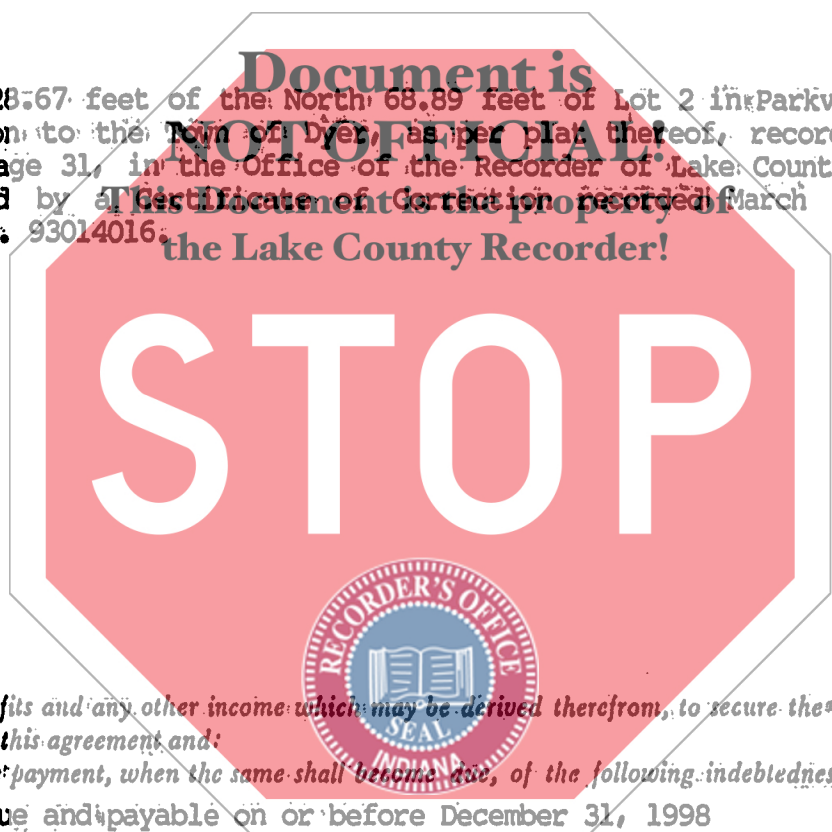 Document is
28.67 feet of the North 68.89 feet of Lot 2 in Parkv
on to the Town of Dyer, as per plat thereof, recor
NOT OFFICIAL!
age 31, in the Office of the Recorder of Lake Count
d by a Certificate of Correction recorded March
This Document is the property of
. 93014016.
the Lake County Recorder!
STOP
RECORDER'S OFFICE
SEAL
INDIANA
fits and any other income which may be derived therefrom, to secure the
this agreement and:
payment, when the same shall become due, of the following indebtednes
ue and payable on or before December 31, 1998